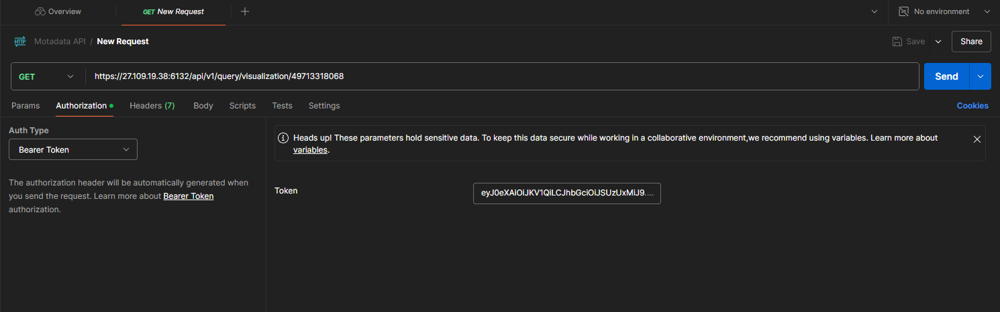 Overview
GET New Request
No environment
HTTP Motadata API / New Request
Save
Share
GET
https://27.109.19.38:6132/api/v1/query/visualization/49713318068
Send
Params Authorization Headers (7) Body Scripts Tests Settings
Cookies
Auth Type
Bearer Token
The authorization header will be automatically generated when
you send the request. Learn more about Bearer Token
authorization.
Heads up! These parameters hold sensitive data. To keep this data secure while working in a collaborative environment,we recommend using variables. Learn more about
variables.
Token
eyJ0eXAiOiJKV1QiLCJhbGciOiJSUzUxMiJ9. ...